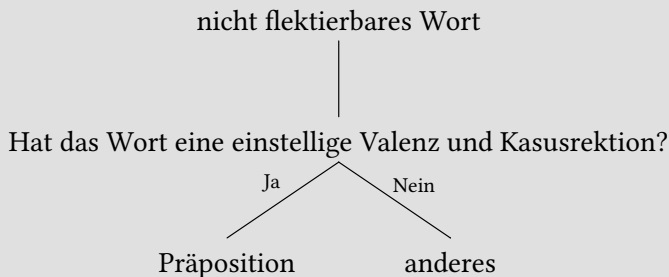 nicht flektierbares Wort
Hat das Wort eine einstellige Valenz und Kasusrektion?
Ja Nein
Präposition anderes